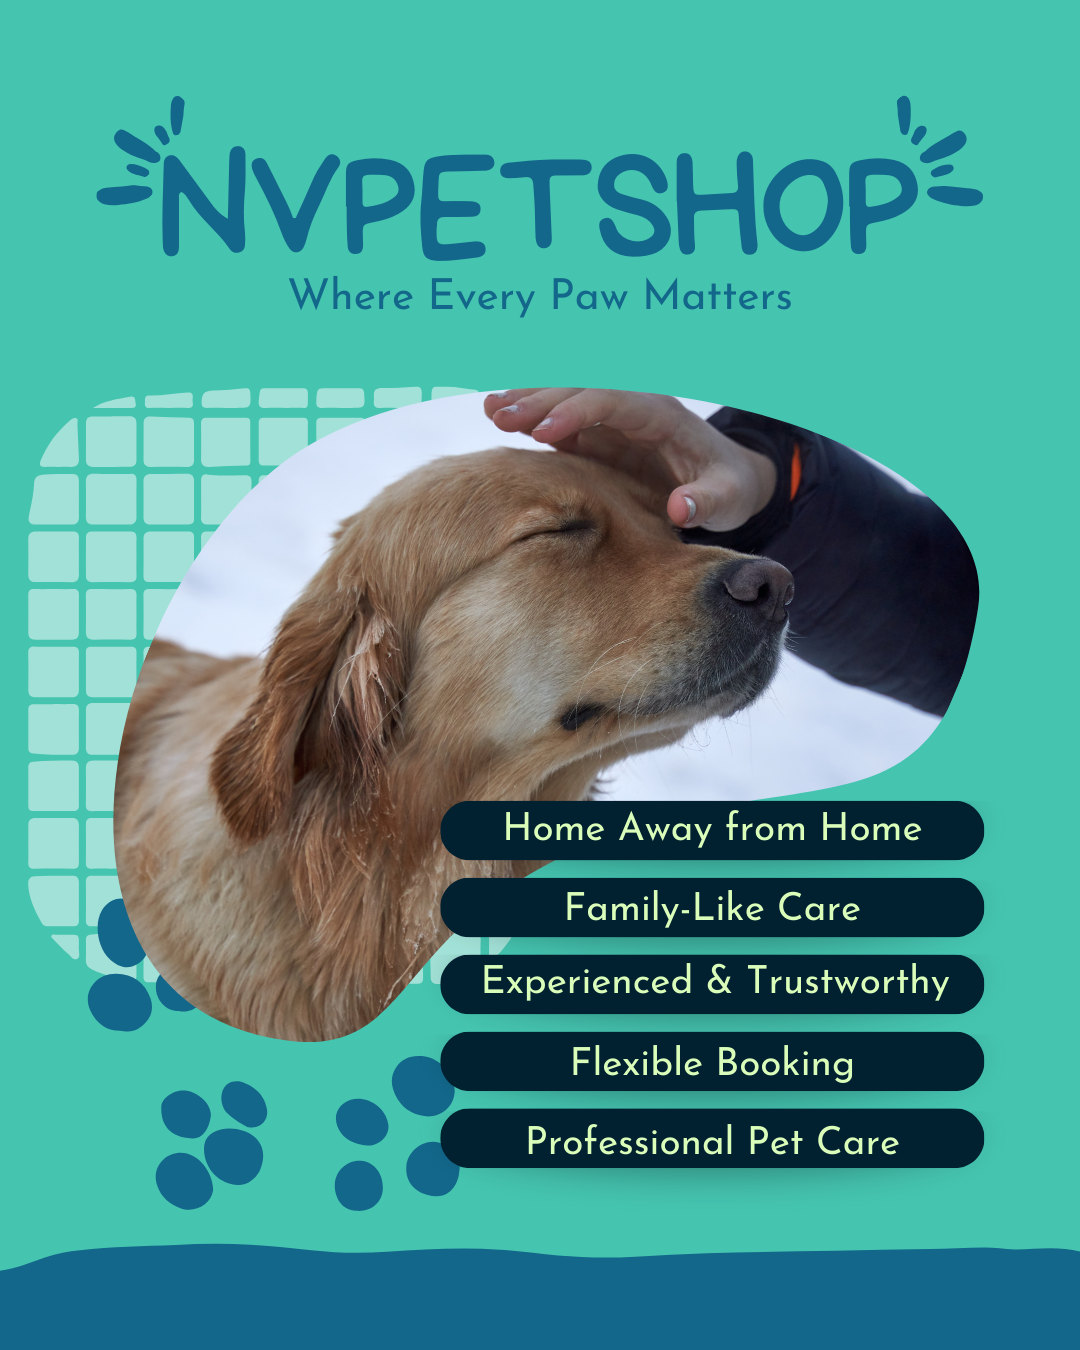 NVPETSHOP
Where Every Paw Matters
Home Away from Home
Family-Like Care
Experienced & Trustworthy
Flexible Booking
Professional Pet Care